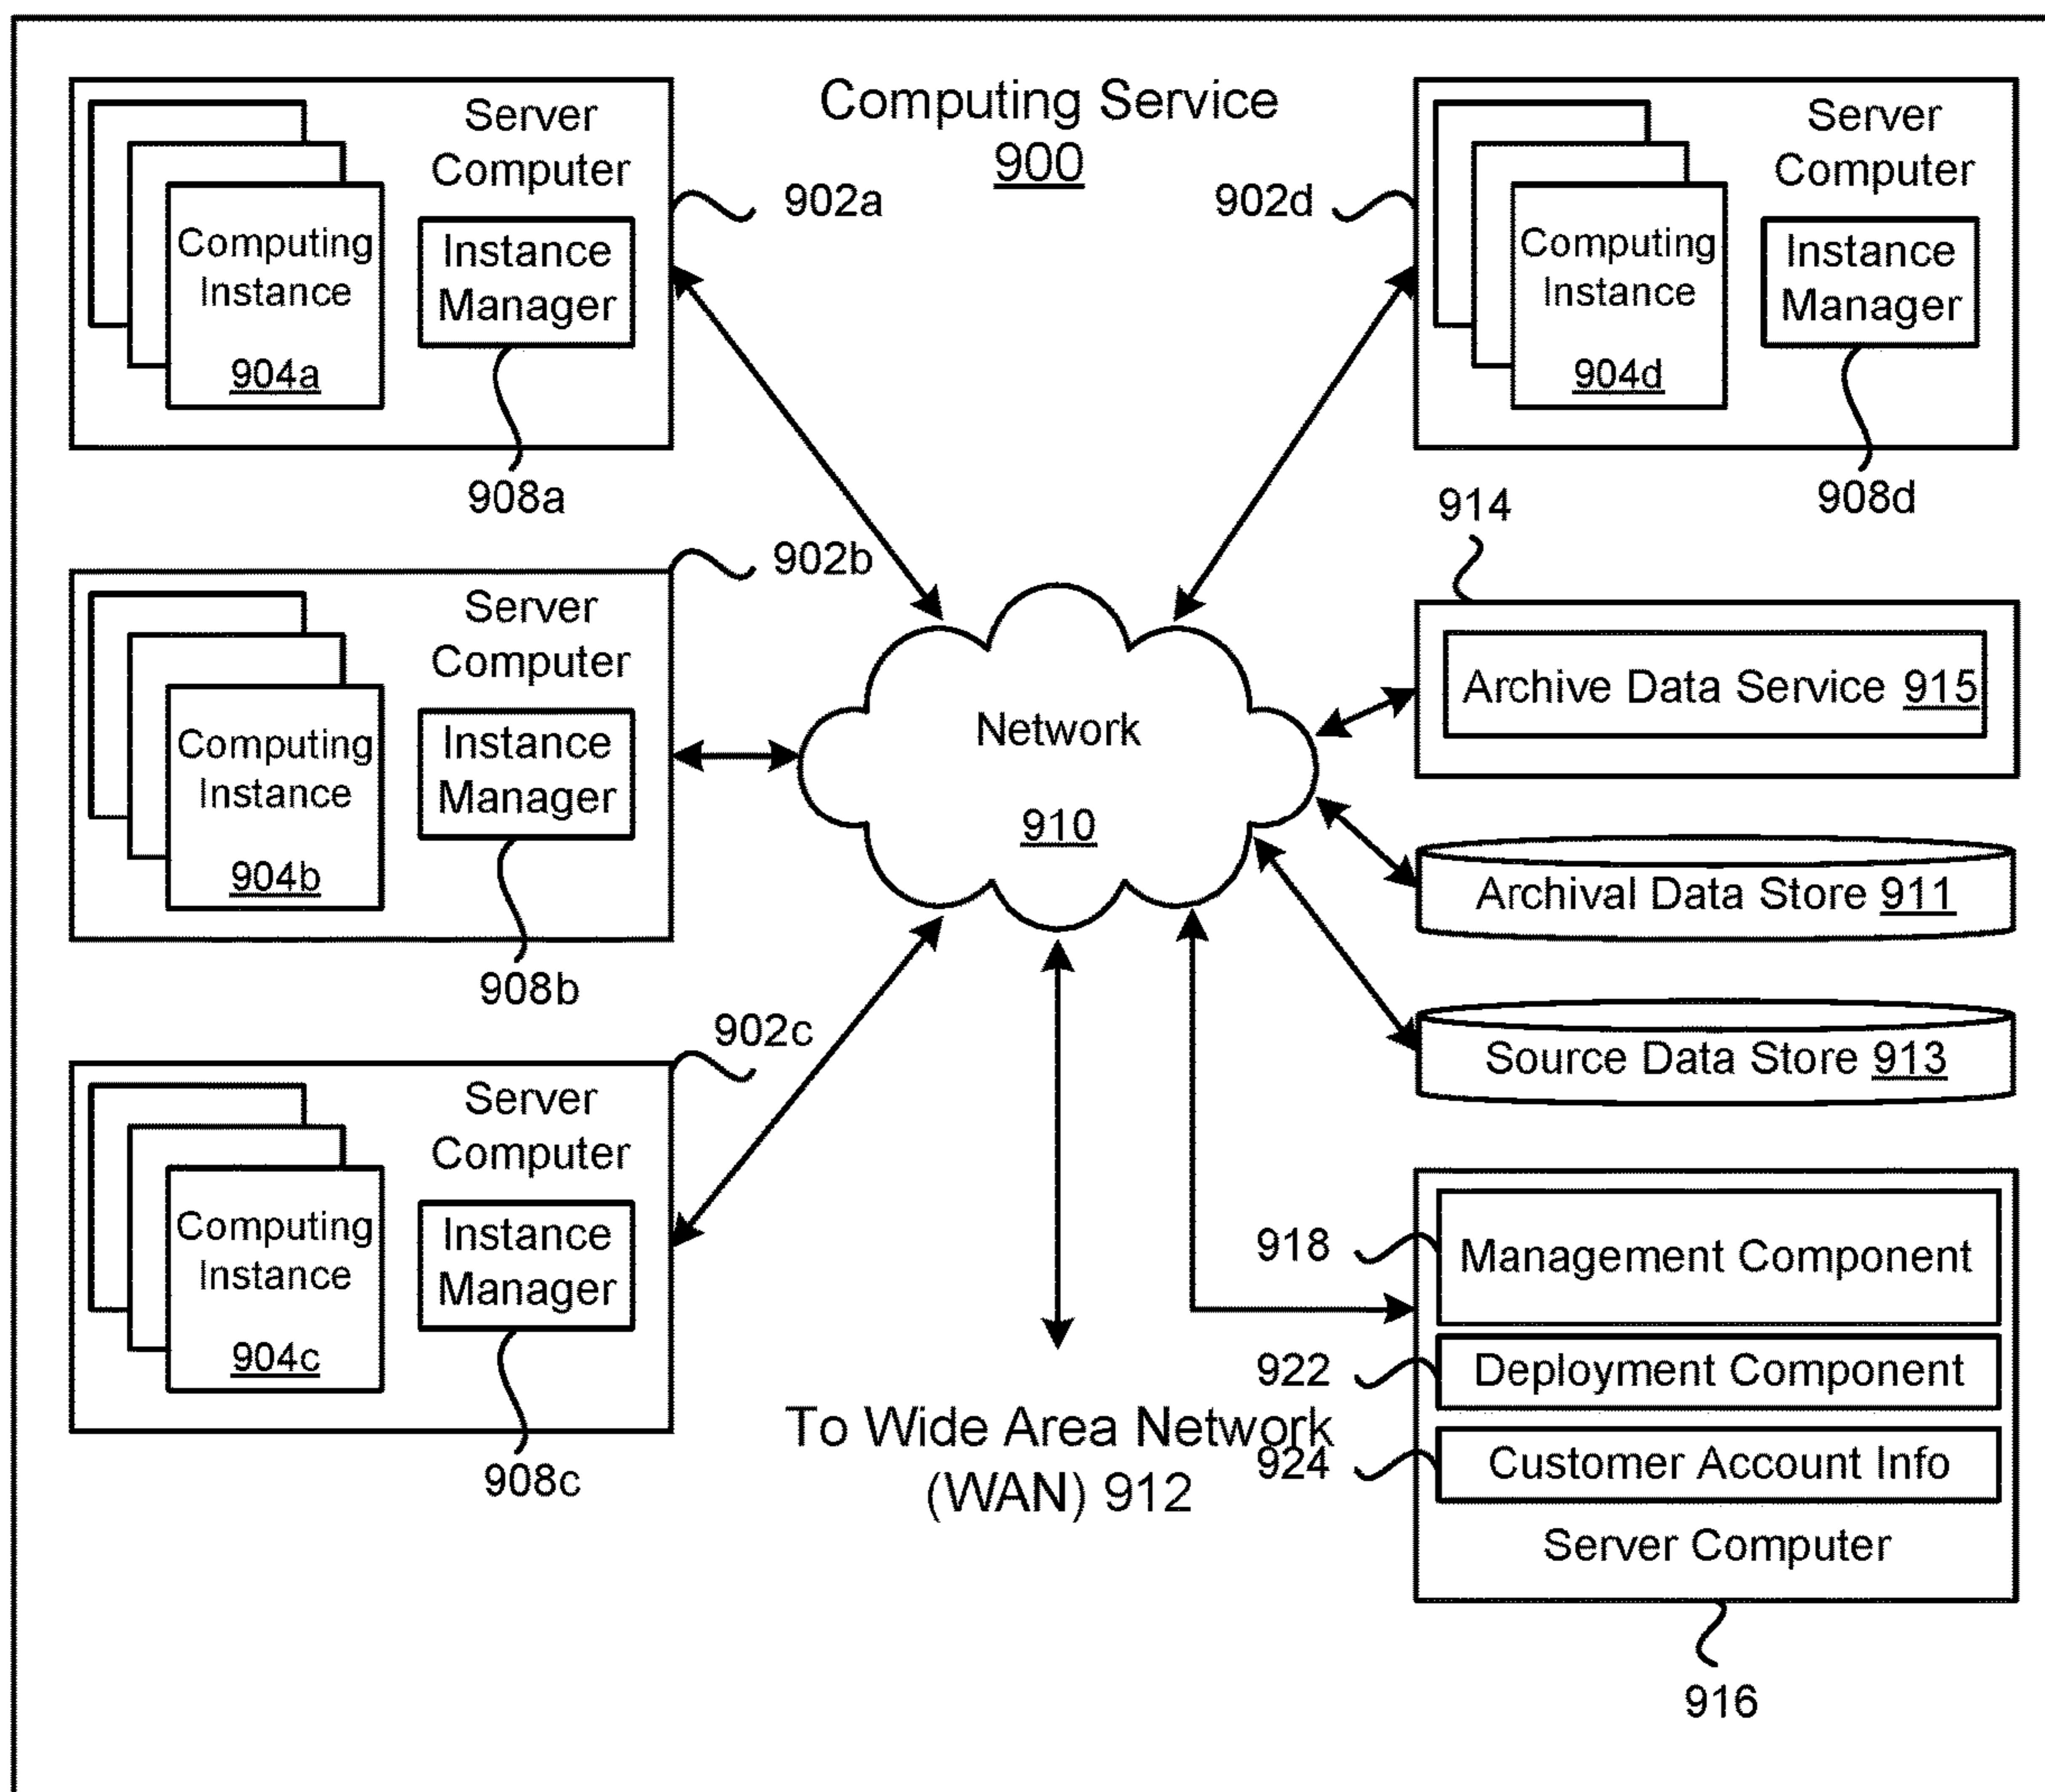 Computing Service
900
Server
Computer
902a
Computing
Instance
904a
Instance
Manager
908a
902d
Server
Computer
Computing
Instance
904d
Instance
Manager
908d
902b
Server
Computer
Computing
Instance
904b
Instance
Manager
908b
Network
910
914
Archive Data Service 915
Archival Data Store 911
Source Data Store 913
902c
Server
Computer
Computing
Instance
904c
Instance
Manager
908c
To Wide Area Network
(WAN) 912
918
Management Component
922
Deployment Component
924
Customer Account Info
Server Computer
916